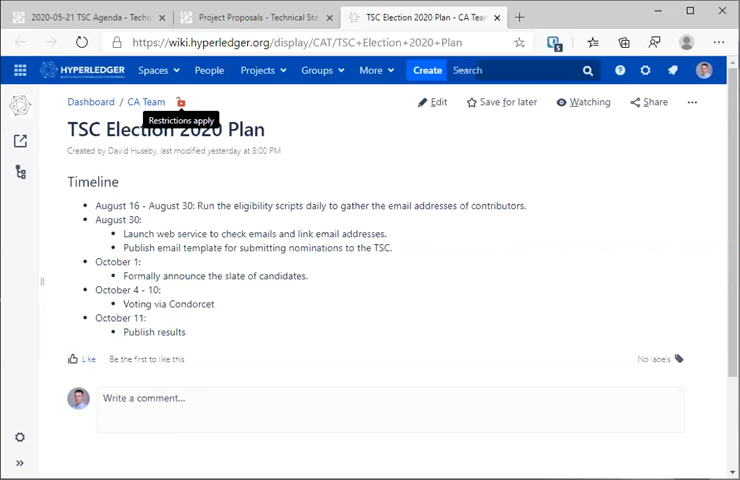 2020-05-21 TSC Agenda - Techn
Project Proposals - Technical Ste
TSC Election 2020 Plan - CA Team
https://wiki.hyperledger.org/display/CAT/TSC+Election+2020+Plan
HYPERLEDGER
Spaces
People
Projects
Groups
More
Create
Search
Dashboard / CA Team
Edit
Save for later
Watching
Share
Restrictions apply
TSC Election 2020 Plan
Created by David Huseby, last modified yesterday at 8:00 PM
Timeline
August 16 - August 30: Run the eligibility scripts daily to gather the email addresses of contributors.
August 30:
Launch web service to check emails and link email addresses.
Publish email template for submitting nominations to the TSC.
October 1:
Formally announce the slate of candidates.
October 4 - 10:
Voting via Condorcet
October 11:
Publish results
Like
Be the first to like this
No labels
Write a comment...